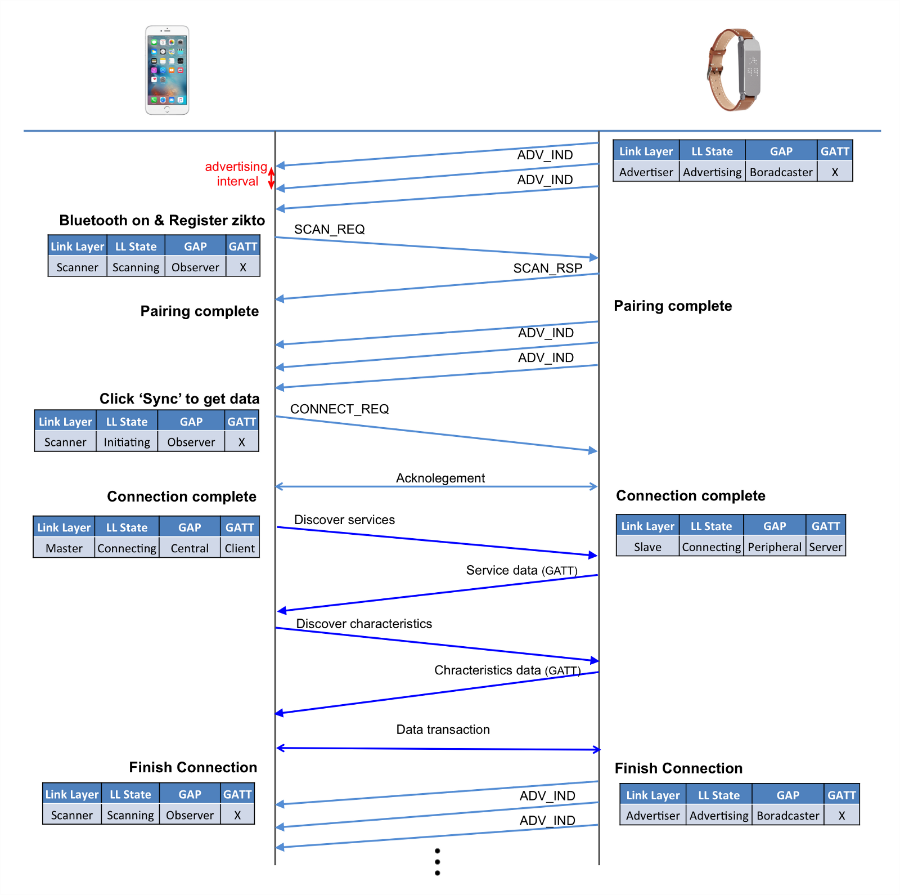 ADV_IND
Link Layer LL State GAP GATT
Advertiser Advertising Boradcaster X
advertising
interval
ADV_IND
Bluetooth on & Register zikto
SCAN_REQ
Link Layer LL State GAP GATT
Scanner Scanning Observer X
SCAN_RSP
Pairing complete
Pairing complete
ADV_IND
ADV_IND
Click ‘Sync’ to get data
CONNECT_REQ
Link Layer LL State GAP GATT
Scanner Initiating Observer X
Acknolegement
Connection complete
Connection complete
Link Layer LL State GAP GATT
Master Connecting Central Client
Discover services
Link Layer LL State GAP GATT
Slave Connecting Peripheral Server
Service data (GATT)
Discover characteristics
Chracteristics data (GATT)
Data transaction
Finish Connection
Finish Connection
Link Layer LL State GAP GATT
Scanner Scanning Observer X
ADV_IND
ADV_IND
Link Layer LL State GAP GATT
Advertiser Advertising Boradcaster X